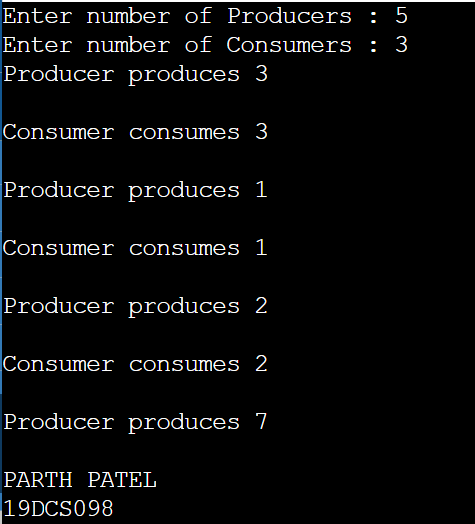 Enter number of Producers : 5
Enter number of Consumers : 3
Producer produces 3
Consumer consumes 3
Producer produces 1
Consumer consumes 1
Producer produces 2
Consumer consumes 2
Producer produces 7
PARTH PATEL
19DCS098